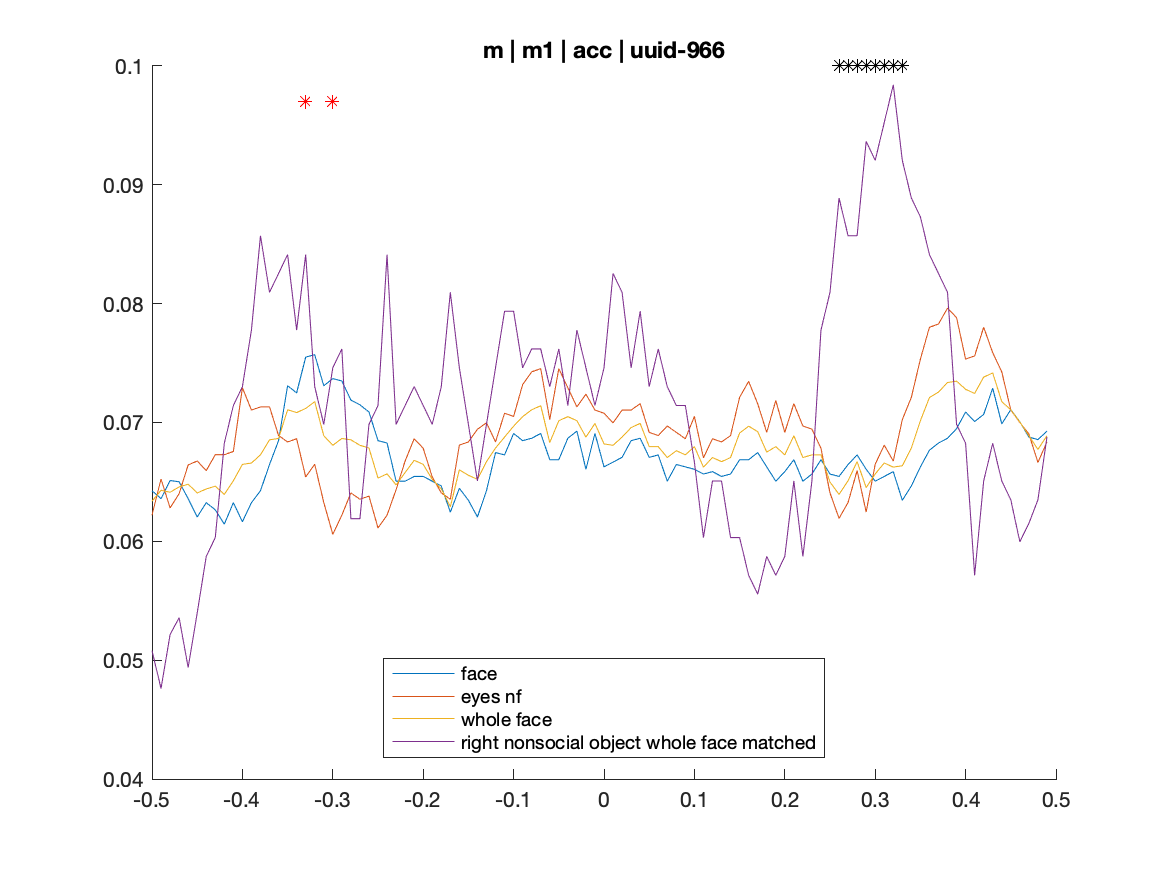 m | m1 | acc | uuid-966
0.1
0.09
0.08
0.07
0.06
0.05
0.04
-0.5 -0.4 -0.3 -0.2 -0.1 0 0.1 0.2 0.3 0.4 0.5
face
eyes nf
whole face
right nonsocial object whole face matched